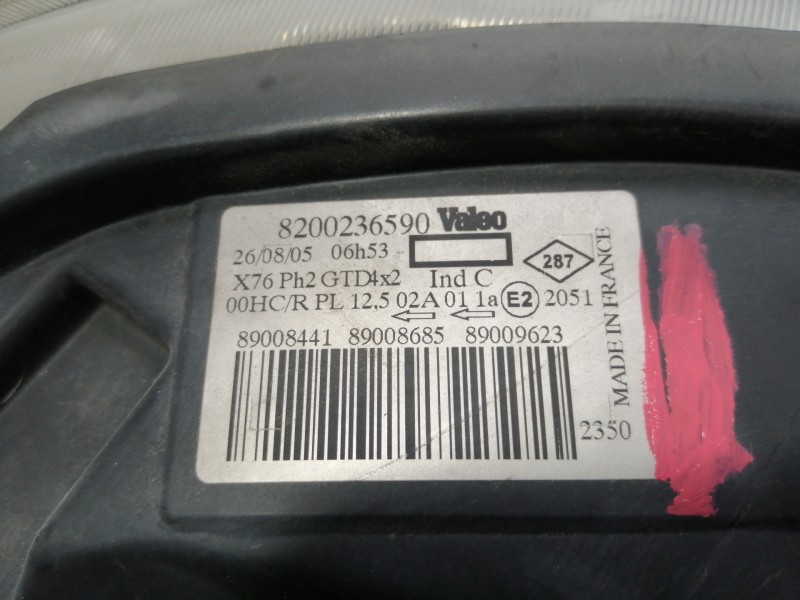 8200236590 Valeo
26/08/05 06h53
287
X76 Ph2 GTD4x2 Ind C
00HC/R PL 12,5 02A 01 1a E2 2051
89008441 89008685 89009623
2350
MADE IN FRANCE